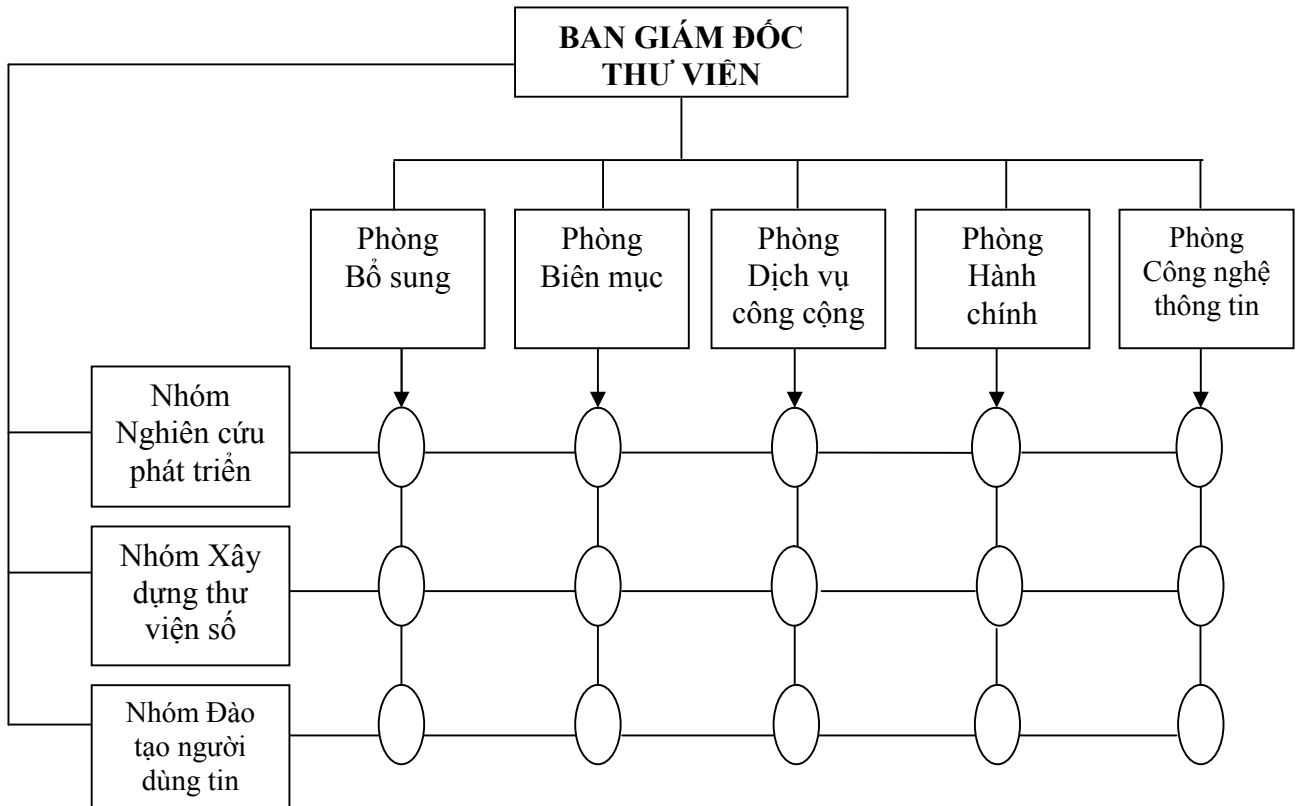 BAN GIÁM ĐỐC
THƯ VIỆN
Phòng
Bổ sung
Phòng
Biên mục
Phòng
Dịch vụ
công cộng
Phòng
Hành
chính
Phòng
Công nghệ
thông tin
Nhóm
Nghiên cứu
phát triển
Nhóm Xây
dựng thư
viện số
Nhóm Đào
tạo người
dùng tin